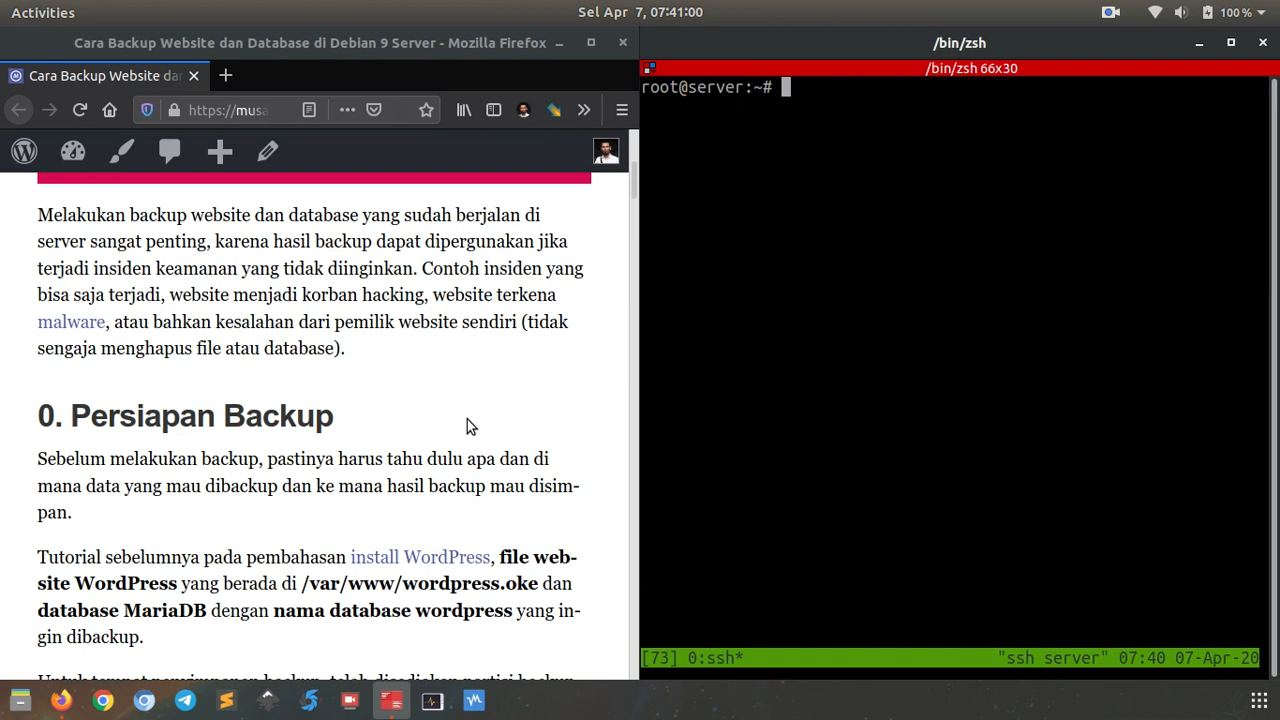 Activities
Sel Apr 7, 07:41:00
100 %
Cara Backup Website dan Database di Debian 9 Server - Mozilla Firefox
/bin/zsh
Cara Backup Website da
/bin/zsh 66x30
root@server:~#
https://musa
Melakukan backup website dan database yang sudah berjalan di
server sangat penting, karena hasil backup dapat dipergunakan jika
terjadi insiden keamanan yang tidak diinginkan. Contoh insiden yang
bisa saja terjadi, website menjadi korban hacking, website terkena
malware, atau bahkan kesalahan dari pemilik website sendiri (tidak
sengaja menghapus file atau database).
0. Persiapan Backup
Sebelum melakukan backup, pastinya harus tahu dulu apa dan di
mana data yang mau dibackup dan ke mana hasil backup mau disim-
pan.
Tutorial sebelumnya pada pembahasan install WordPress, file web-
site WordPress yang berada di /var/www/wordpress.oke dan
database MariaDB dengan nama database wordpress yang in-
gin dibackup.
[73] 0:ssh*
"ssh server" 07:40 07-Apr-20